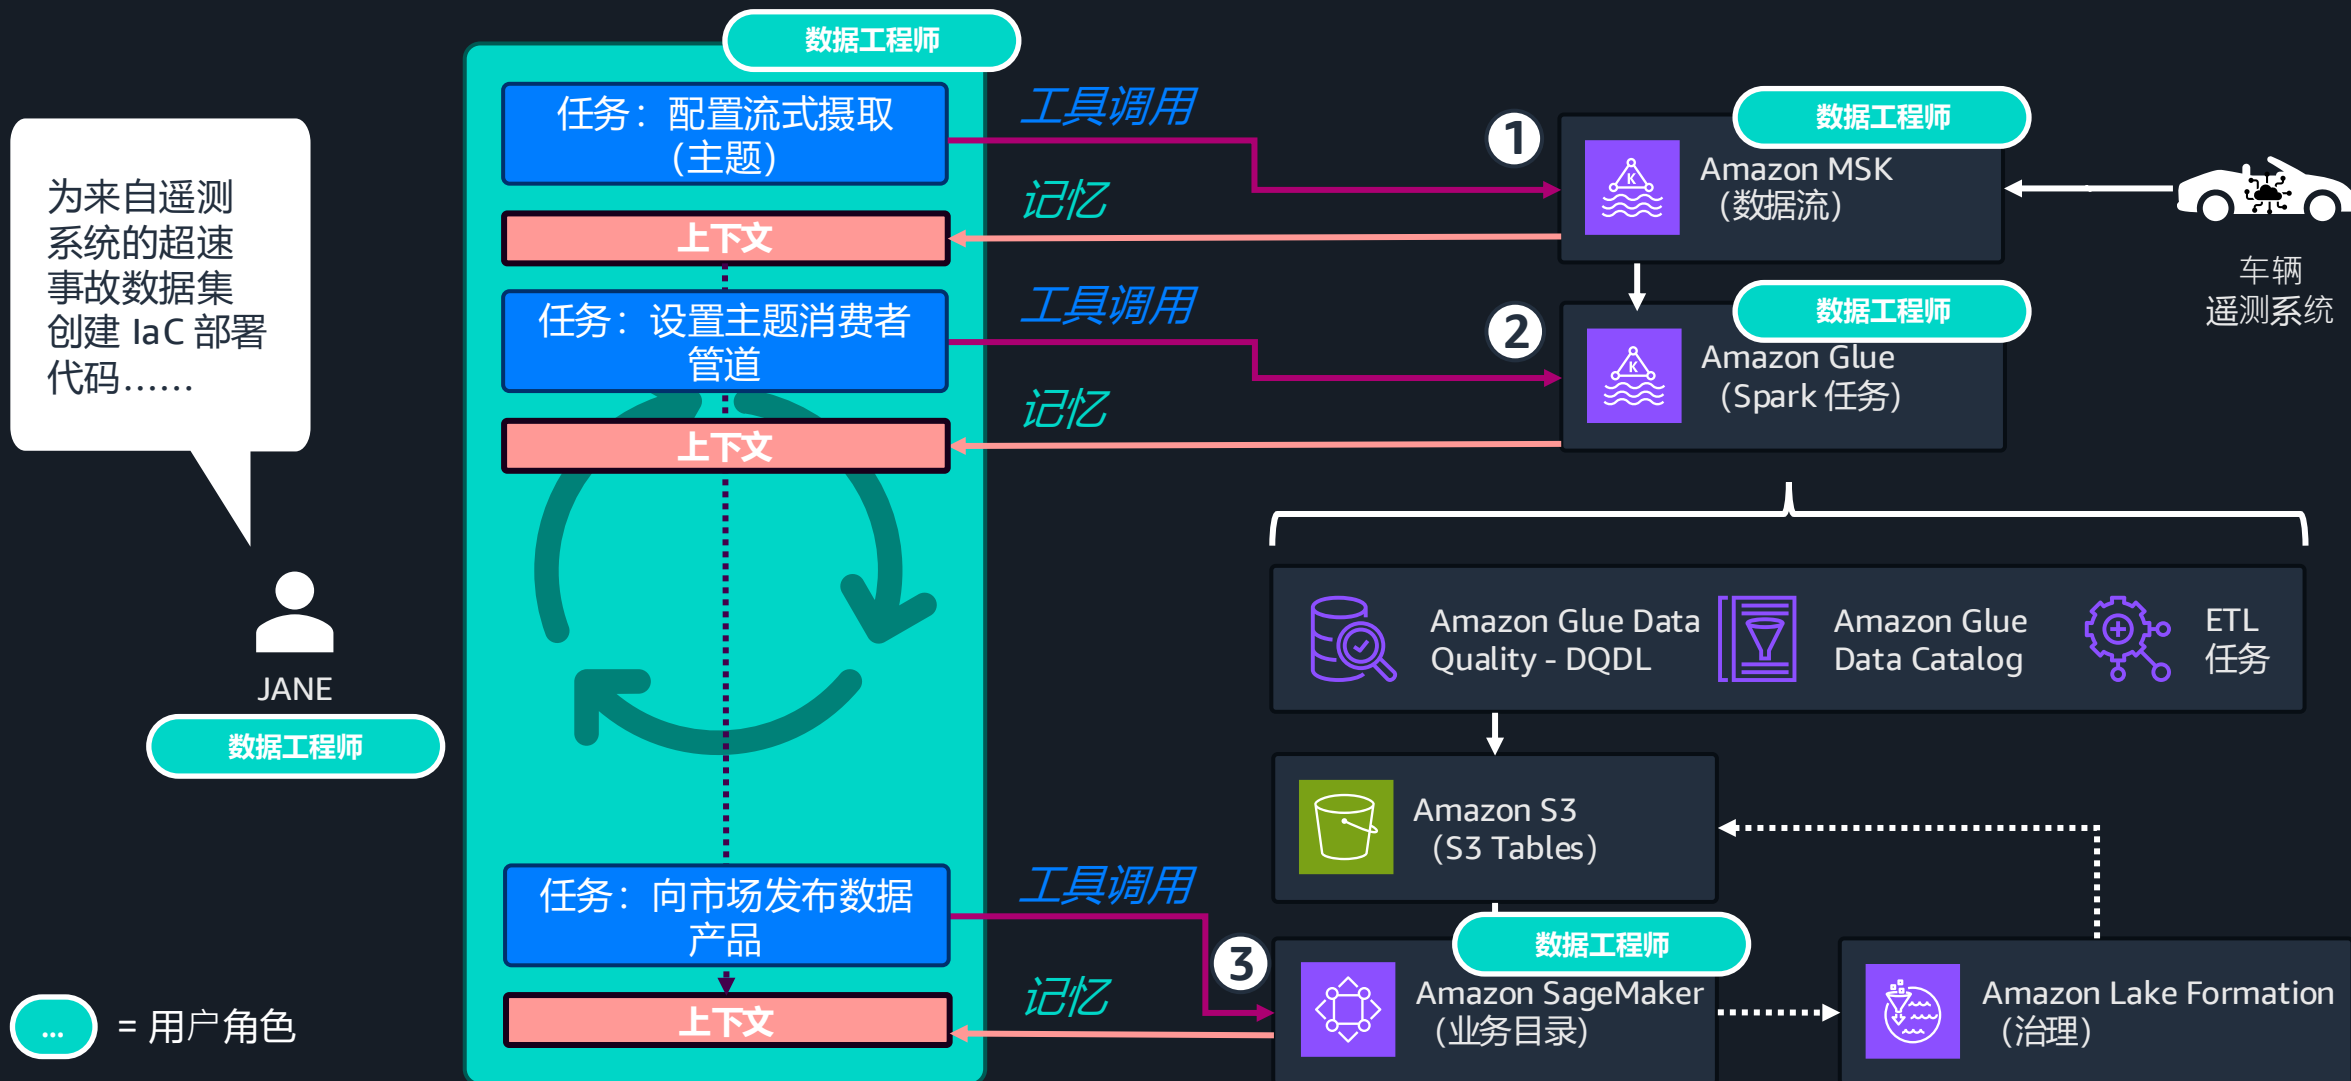 数据工程师
任务：配置流式摄取
（主题）
工具调用
1
数据工程师
Amazon MSK
（数据流）
为来自遥测
系统的超速
事故数据集
创建 IaC 部署
代码……
记忆
上下文
车辆
遥测系统
任务：设置主题消费者
管道
工具调用
2
数据工程师
Amazon Glue
（Spark 任务）
记忆
上下文
Amazon Glue Data
Quality - DQDL
Amazon Glue
Data Catalog
ETL
任务
JANE
数据工程师
Amazon S3
（S3 Tables）
任务：向市场发布数据
产品
工具调用
3
数据工程师
Amazon SageMaker
（业务目录）
Amazon Lake Formation
（治理）
记忆
上下文
...
= 用户角色
K
K